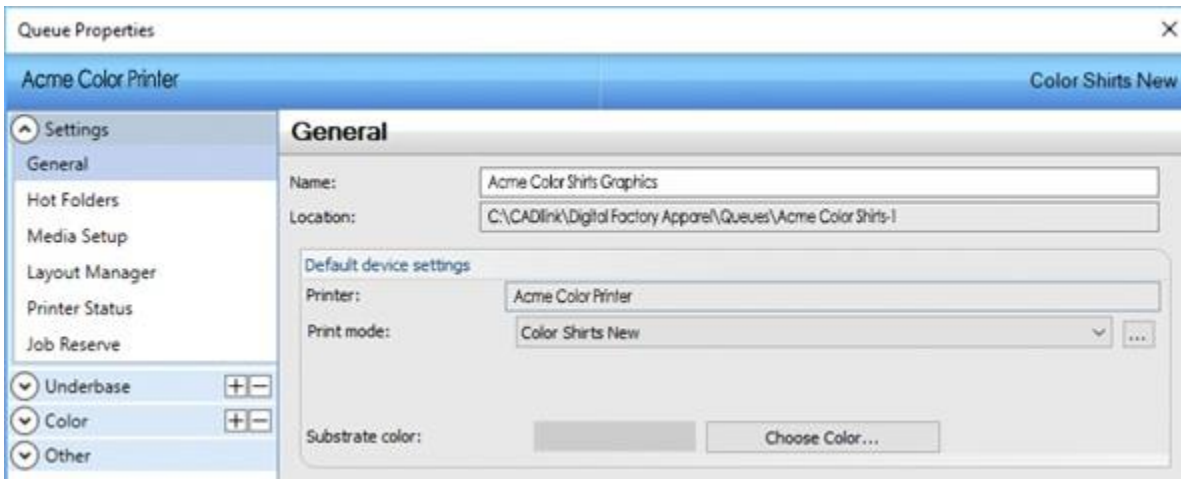 Queue Properties
Acme Color Printer Color Shirts New
Settings
General
Hot Folders
Media Setup
Layout Manager
Printer Status
Job Reserve
Underbase
Color
Other
General
Name: Acme Color Shirts Graphics
Location: C:\CADlink\Digital Factory Apparel\Queues\Acme Color Shirts-1
Default device settings
Printer: Acme Color Printer
Print mode: Color Shirts New ...
Substrate color: Choose Color...